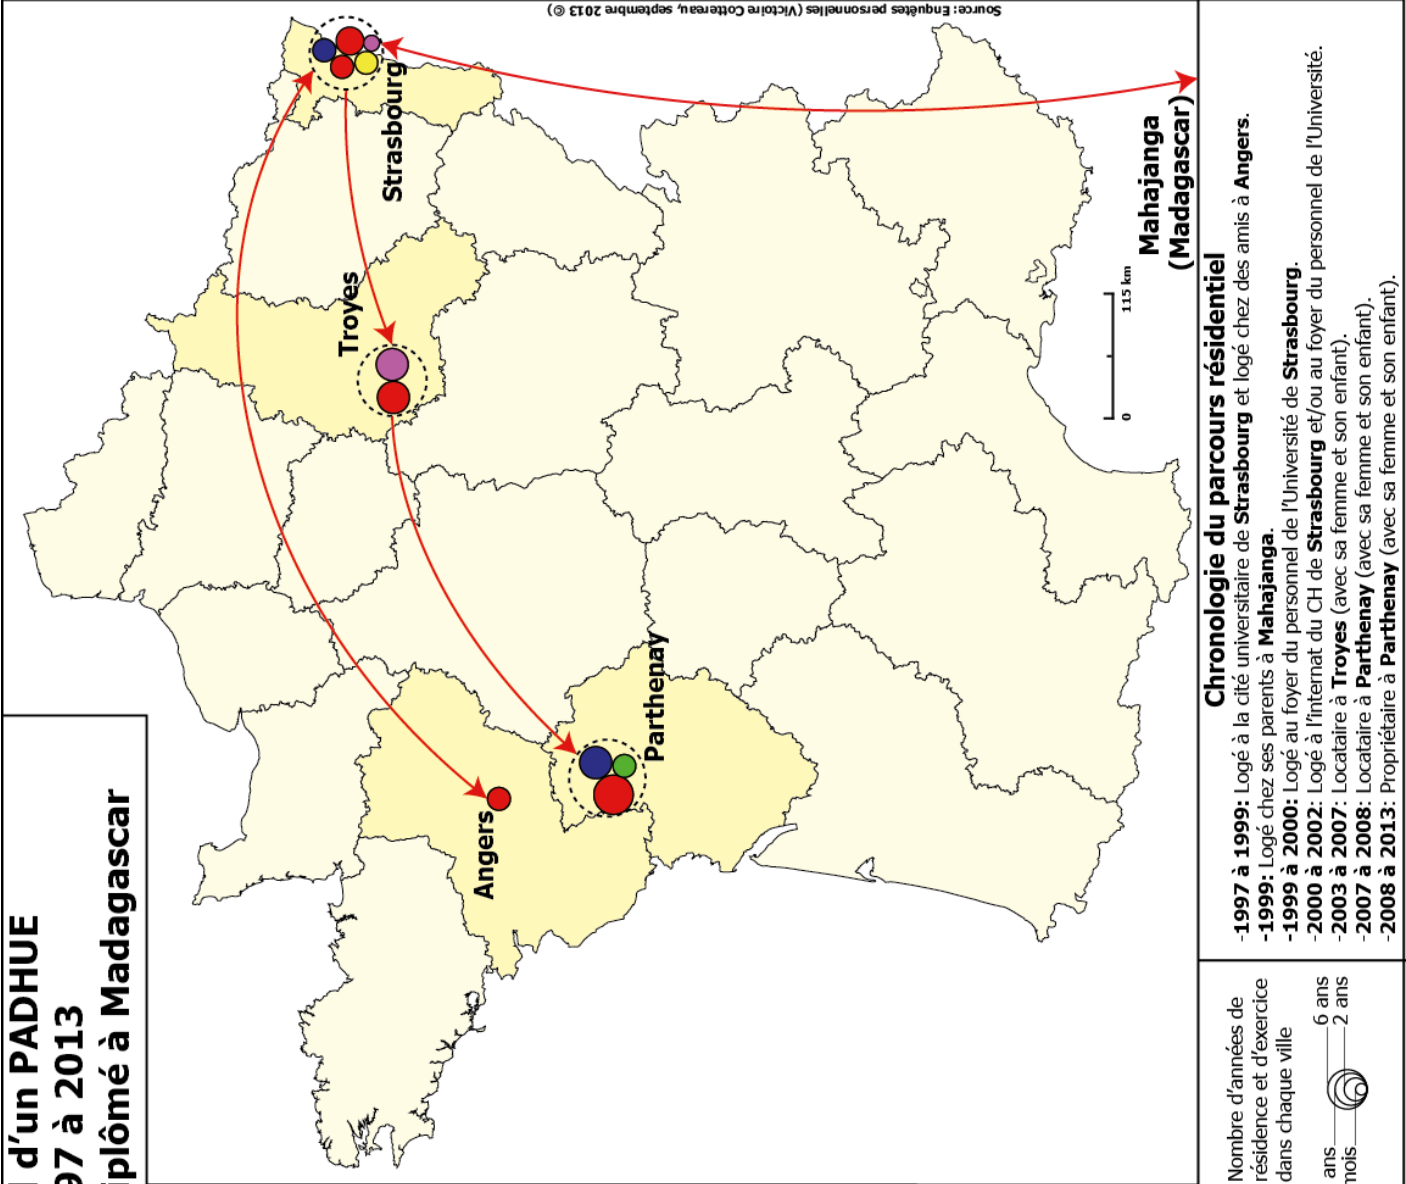 d'un PADHUE
97 à 2013
plômé à Madagascar
Source: Enquêtes personnelles (Victoire Cottereau, septembre 2013 ©)
Strasbourg
Troyes
Angers
Parthenay
Mahajanga
(Madagascar)
0 115 km
Chronologie du parcours résidentiel
-1997 à 1999: Logé à la cité universitaire de Strasbourg et logé chez des amis à Angers.
-1999: Logé chez ses parents à Mahajanga.
-1999 à 2000: Logé au foyer du personnel de l'Université de Strasbourg.
-2000 à 2002: Logé à l'internat du CH de Strasbourg et/ou au foyer du personnel de l'Université.
-2003 à 2007: Locataire à Troyes (avec sa femme et son enfant).
-2007 à 2008: Locataire à Parthenay (avec sa femme et son enfant).
-2008 à 2013: Propriétaire à Parthenay (avec sa femme et son enfant).
Nombre d'années de
résidence et d'exercice
dans chaque ville
ans 6 ans
mois 2 ans